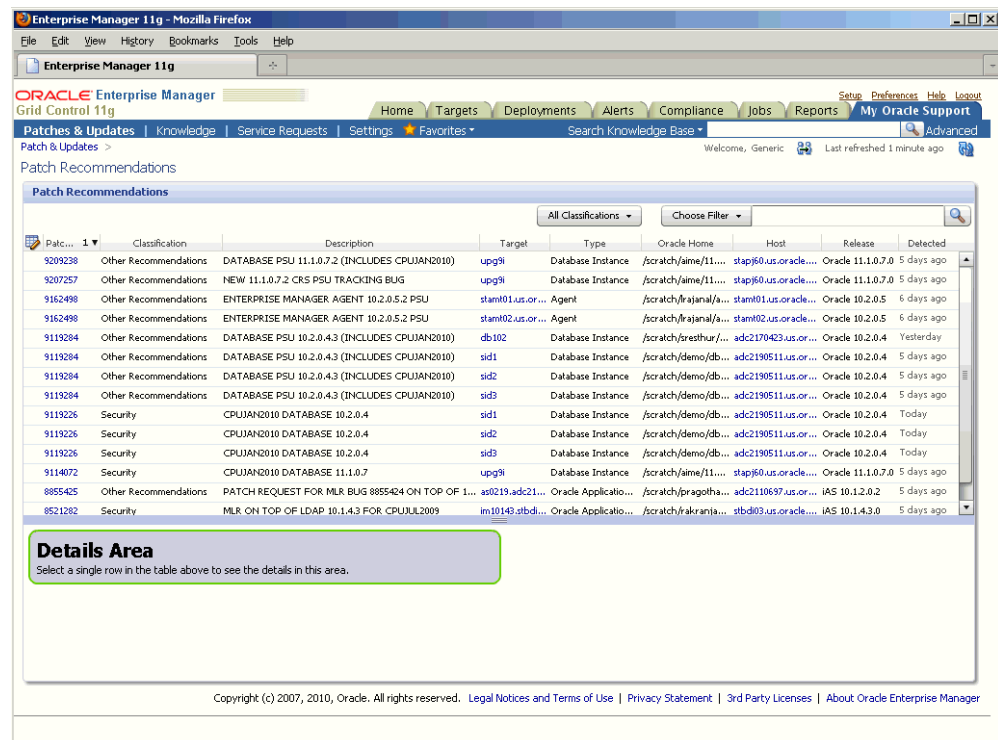 Enterprise Manager 11g - Mozilla Firefox
File Edit View History Bookmarks Tools Help
Enterprise Manager 11g
ORACLE Enterprise Manager
Grid Control 11g
Setup Preferences Help Logout
Home Targets Deployments Alerts Compliance Jobs Reports My Oracle Support
Patches & Updates | Knowledge | Service Requests | Settings Favorites Search Knowledge Base Advanced
Patch & Updates >
Welcome, Generic Last refreshed 1 minute ago
Patch Recommendations
Patch Recommendations
All Classifications Choose Filter
Patc... 1 Classification Description Target Type Oracle Home Host Release Detected
9209238 Other Recommendations DATABASE PSU 11.1.0.7.2 (INCLUDES CPUJAN2010) upg9i Database Instance /scratch/aime/11.... stapj60.us.oracle.... Oracle 11.1.0.7.0 5 days ago
9207257 Other Recommendations NEW 11.1.0.7.2 CRS PSU TRACKING BUG upg9i Database Instance /scratch/aime/11.... stapj60.us.oracle.... Oracle 11.1.0.7.0 5 days ago
9162498 Other Recommendations ENTERPRISE MANAGER AGENT 10.2.0.5.2 PSU stamt01.us.or... Agent /scratch/lrajanal/a... stamt01.us.oracle... Oracle 10.2.0.5 6 days ago
9162498 Other Recommendations ENTERPRISE MANAGER AGENT 10.2.0.5.2 PSU stamt02.us.or... Agent /scratch/lrajanal/a... stamt02.us.oracle... Oracle 10.2.0.5 6 days ago
9119284 Other Recommendations DATABASE PSU 10.2.0.4.3 (INCLUDES CPUJAN2010) db102 Database Instance /scratch/sresthur/... adc2170423.us.or... Oracle 10.2.0.4 Yesterday
9119284 Other Recommendations DATABASE PSU 10.2.0.4.3 (INCLUDES CPUJAN2010) sid1 Database Instance /scratch/demo/db... adc2190511.us.or... Oracle 10.2.0.4 5 days ago
9119284 Other Recommendations DATABASE PSU 10.2.0.4.3 (INCLUDES CPUJAN2010) sid2 Database Instance /scratch/demo/db... adc2190511.us.or... Oracle 10.2.0.4 5 days ago
9119284 Other Recommendations DATABASE PSU 10.2.0.4.3 (INCLUDES CPUJAN2010) sid3 Database Instance /scratch/demo/db... adc2190511.us.or... Oracle 10.2.0.4 5 days ago
9119226 Security CPUJAN2010 DATABASE 10.2.0.4 sid1 Database Instance /scratch/demo/db... adc2190511.us.or... Oracle 10.2.0.4 Today
9119226 Security CPUJAN2010 DATABASE 10.2.0.4 sid2 Database Instance /scratch/demo/db... adc2190511.us.or... Oracle 10.2.0.4 Today
9119226 Security CPUJAN2010 DATABASE 10.2.0.4 sid3 Database Instance /scratch/demo/db... adc2190511.us.or... Oracle 10.2.0.4 Today
9114072 Security CPUJAN2010 DATABASE 11.1.0.7 upg9i Database Instance /scratch/aime/11.... stapj60.us.oracle.... Oracle 11.1.0.7.0 5 days ago
8855425 Other Recommendations PATCH REQUEST FOR MLR BUG 8855424 ON TOP OF 1... as0219.adc21... Oracle Applicatio... /scratch/pragotha... adc2110697.us.or... iAS 10.1.2.0.2 5 days ago
8521282 Security MLR ON TOP OF LDAP 10.1.4.3 FOR CPUJUL2009 im10143.stbdi... Oracle Applicatio... /scratch/rakranja... stbdi03.us.oracle.... iAS 10.1.4.3.0 5 days ago
Details Area
Select a single row in the table above to see the details in this area.
Copyright (c) 2007, 2010, Oracle. All rights reserved. Legal Notices and Terms of Use | Privacy Statement | 3rd Party Licenses | About Oracle Enterprise Manager